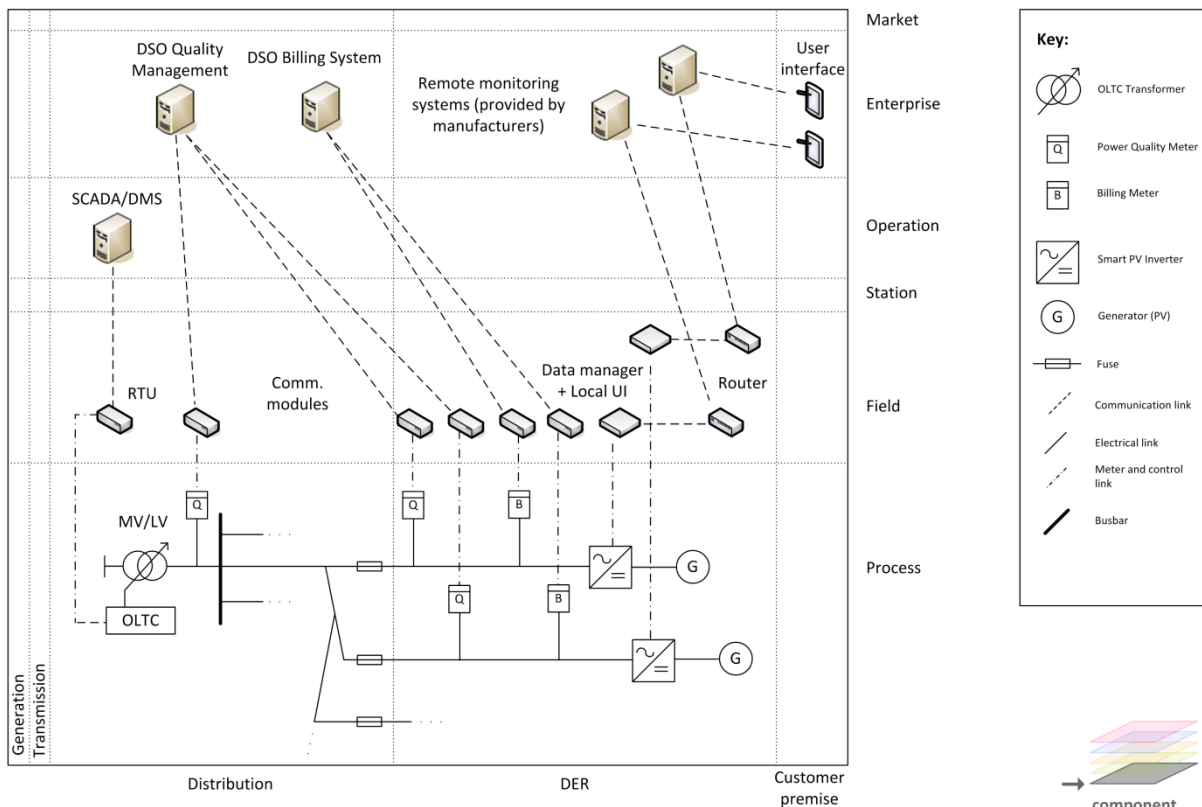 Market
DSO Quality
Management
DSO Billing System
Remote monitoring
systems (provided by
manufacturers)
User
interface
Enterprise
SCADA/DMS
Operation
Station
RTU
Comm.
modules
Data manager
+ Local UI
Router
Field
Q
Q
B
MV/LV
G
Q
B
OLTC
G
Process
Generation
Transmission
Distribution
DER
Customer
premise
Key:
OLTC Transformer
Q
Power Quality Meter
B
Billing Meter
Smart PV Inverter
G
Generator (PV)
Fuse
Communication link
Electrical link
Meter and control
link
Busbar
component